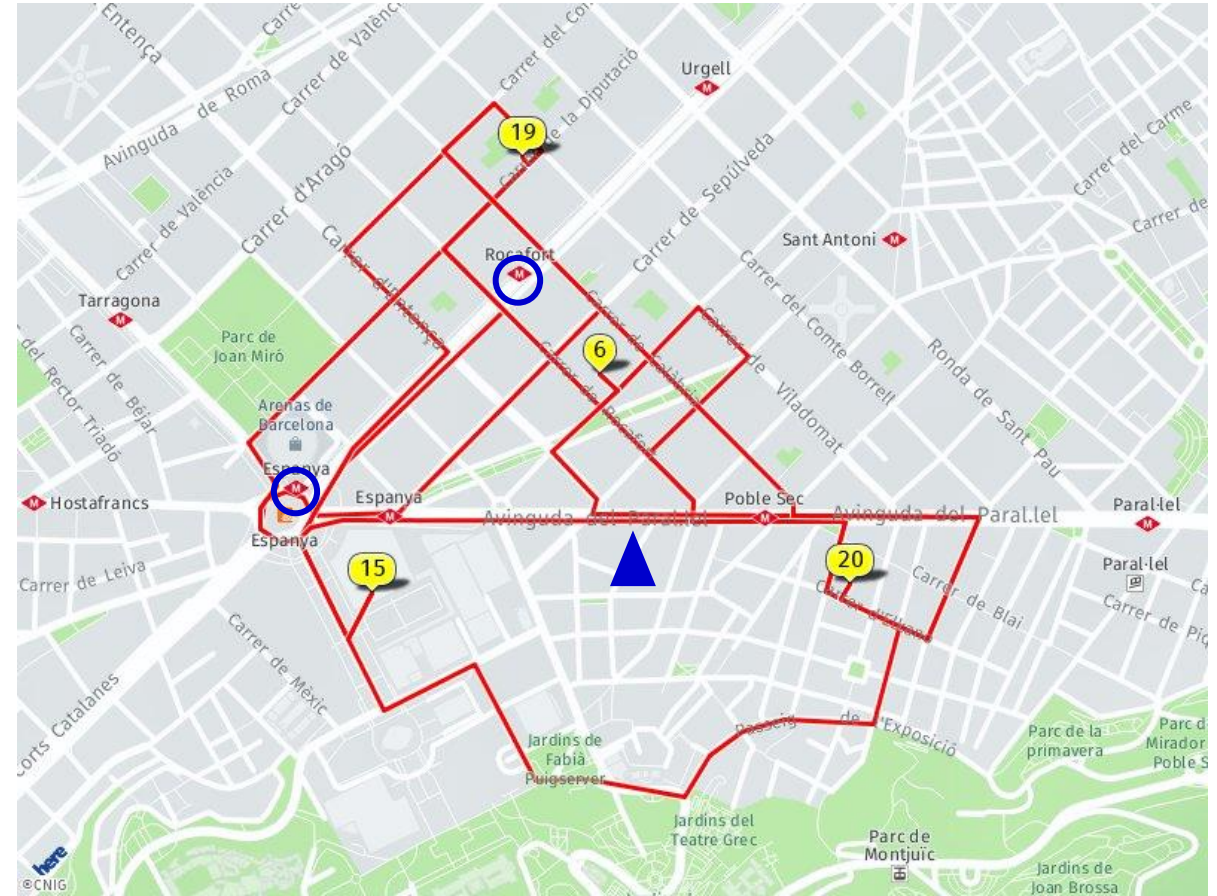 Entença
Carrer de València
Urgell
M
Avinguda de Roma
Carrer de la Diputació
19
Carrer del Carme
Carrer de València
Carrer d'Aragó
Carrer de Sepúlveda
Sant Antoni
M
Carrer d'Entença
Rocafort
M
Tarragona
M
Carrer del Comte Borrell
Parc de
Joan Miró
del Rector Triadó
Carrer de Béjar
Carrer de Calàbria
Carrer de Viladomat
Ronda de Sant Pau
6
Carrer de Rocafort
Arenas de
Barcelona
Espanya
M
M
Hostafrancs
Espanya
M
Poble Sec
M
Paral·lel
M
Avinguda del Paral.lel
Avinguda del Paral.lel
Espanya
Carrer de Leiva
15
20
Paral·lel
Carrer de Blai
Carrer d'Elkano
Carrer de Mèxic
Corts Catalanes
Passeig de l'Exposició
Jardins de
Fabià
Puigserver
Parc de la
primavera
Mirador
Poble S
Jardins del
Teatre Grec
Parc de
Montjuïc
Jardins de
Joan Brossa
here
©CNIG